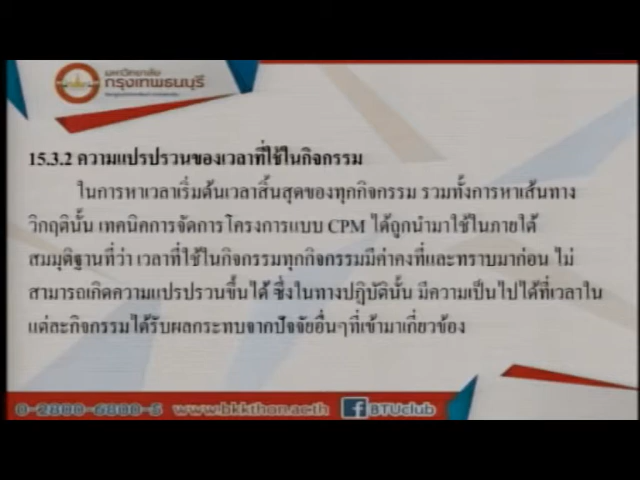 มหาวิทยาลัย
กรุงเทพธนบุรี
15.3.2 ความแปรปรวนของเวลาที่ใช้ในกิจกรรม
ในการหาเวลาเริ่มต้นเวลาสิ้นสุดของทุกกิจกรรม รวมทั้งการหาเส้นทาง
วิกฤตินั้น เทคนิคการจัดการโครงการแบบ CPM ได้ถูกนำมาใช้ในภายใต้
สมมุติฐานที่ว่า เวลาที่ใช้ในกิจกรรมทุกกิจกรรมมีค่าคงที่และทราบมาก่อน ไม่
สามารถเกิดความแปรปรวนขึ้นได้ ซึ่งในทางปฏิบัตินั้น มีความเป็นไปได้ที่เวลาใน
แต่ละกิจกรรมได้รับผลกระทบจากปัจจัยอื่นๆที่เข้ามาเกี่ยวข้อง
0-2800-6800-5 www.bkkthon.ac.th BTUclub